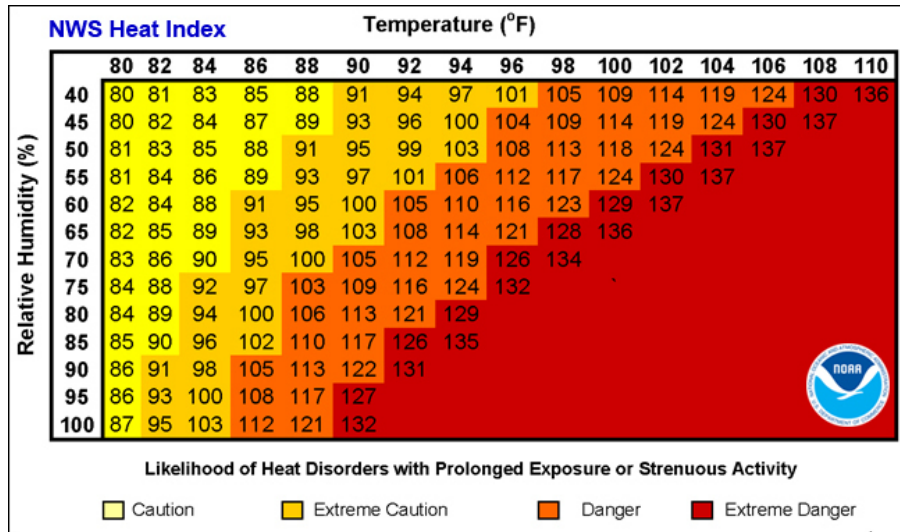 NWS Heat Index
Temperature (°F)
80 82 84 86 88 90 92 94 96 98 100 102 104 106 108 110
Relative Humidity (%)
40 80 81 83 85 88 91 94 97 101 105 109 114 119 124 130 136
45 80 82 84 87 89 93 96 100 104 109 114 119 124 130 137
50 81 83 85 88 91 95 99 103 108 113 118 124 131 137
55 81 84 86 89 93 97 101 106 112 117 124 130 137
60 82 84 88 91 95 100 105 110 116 123 129 137
65 82 85 89 93 98 103 108 114 121 128 136
70 83 86 90 95 100 105 112 119 126 134
75 84 88 92 97 103 109 116 124 132
80 84 89 94 100 106 113 121 129
85 85 90 96 102 110 117 126 135
90 86 91 98 105 113 122 131
95 86 93 100 108 117 127
100 87 95 103 112 121 132
NOAA
Likelihood of Heat Disorders with Prolonged Exposure or Strenuous Activity
Caution
Extreme Caution
Danger
Extreme Danger